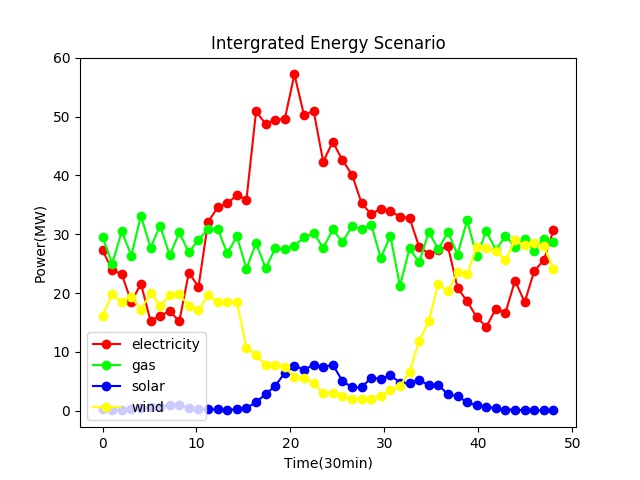 Intergrated Energy Scenario
Power(MW)
60
50
40
30
20
10
0
electricity
gas
solar
wind
0 10 20 30 40 50
Time(30min)